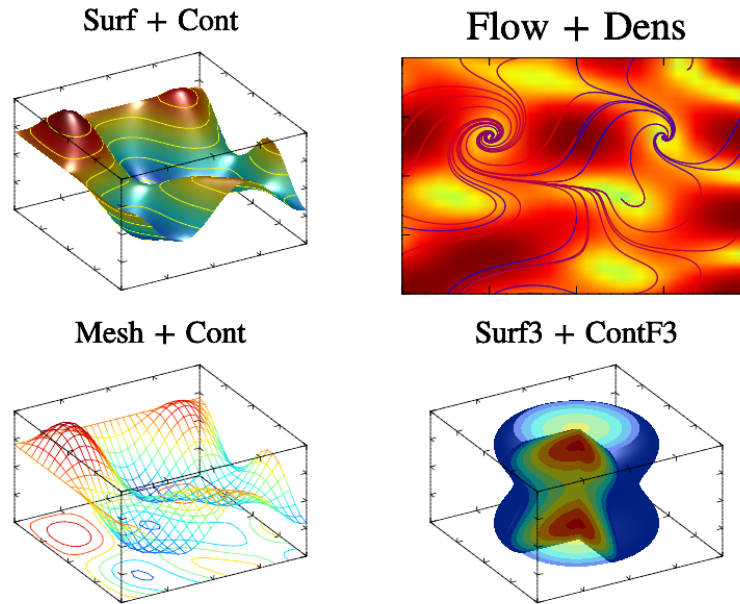 Surf + Cont
Flow + Dens
Mesh + Cont
Surf3 + ContF3